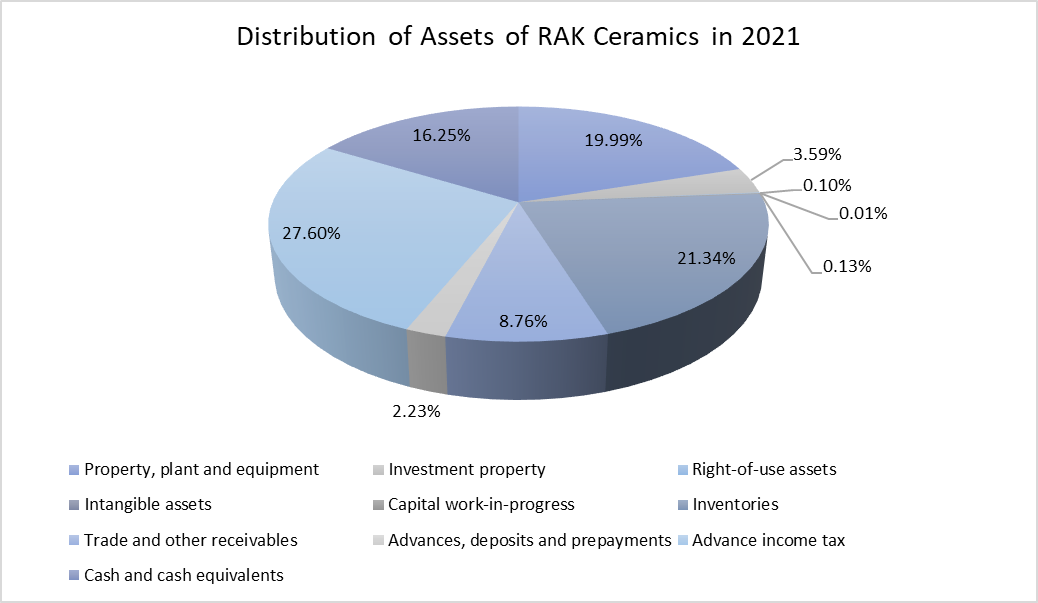 Distribution of Assets of RAK Ceramics in 2021
16.25%
19.99%
3.59%
0.10%
0.01%
27.60%
21.34%
0.13%
8.76%
2.23%
Property, plant and equipment
Investment property
Right-of-use assets
Intangible assets
Capital work-in-progress
Inventories
Trade and other receivables
Advances, deposits and prepayments
Advance income tax
Cash and cash equivalents